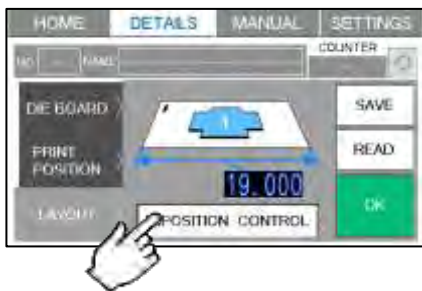 HOME DETAILS MANUAL SETTINGS
NO NAME COUNTER
DIE BOARD
PRINT
POSITION
LAYOUT
1
19.000
POSITION CONTROL
SAVE
READ
OK